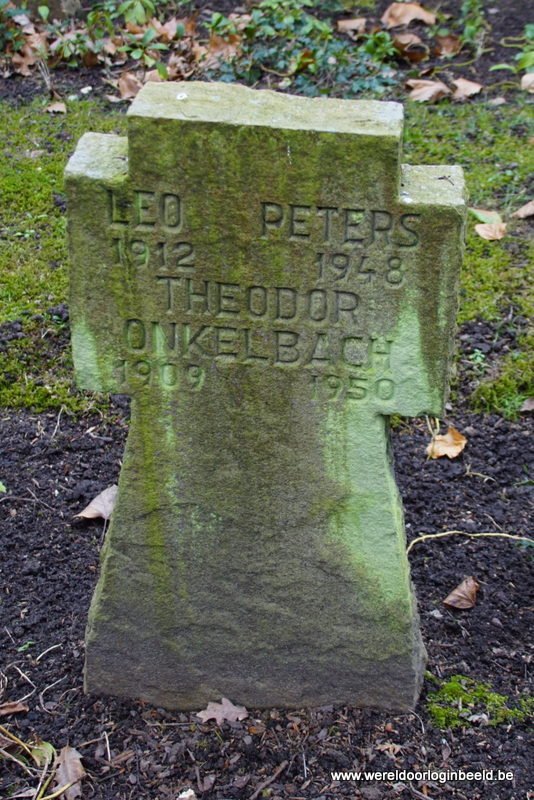 LEO PETERS
1912 1948
THEODOR
ONKELBACH
1909 1950
www.wereldoorloginbeeld.be